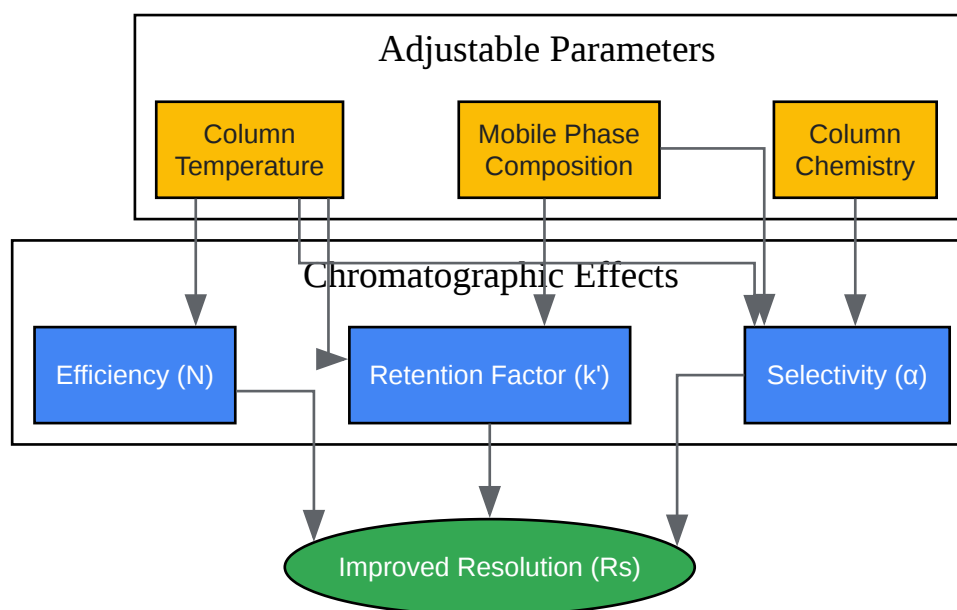 Adjustable Parameters
Column
Temperature
Mobile Phase
Composition
Column
Chemistry
Chromatographic Effects
Efficiency (N)
Retention Factor (k')
Selectivity (α)
Improved Resolution (Rs)